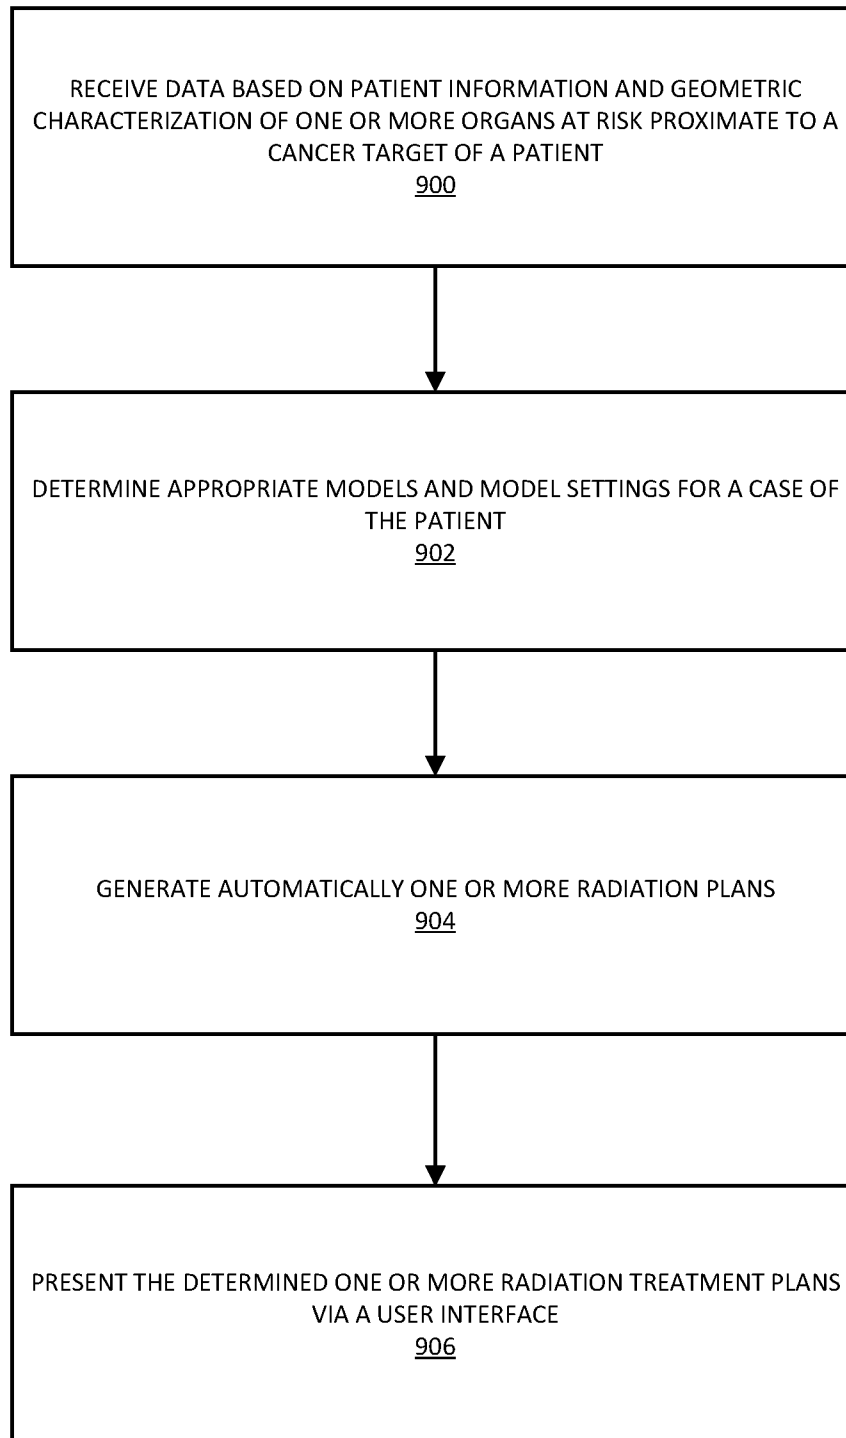 RECEIVE DATA BASED ON PATIENT INFORMATION AND GEOMETRIC
CHARACTERIZATION OF ONE OR MORE ORGANS AT RISK PROXIMATE TO A
CANCER TARGET OF A PATIENT
900
DETERMINE APPROPRIATE MODELS AND MODEL SETTINGS FOR A CASE OF
THE PATIENT
902
GENERATE AUTOMATICALLY ONE OR MORE RADIATION PLANS
904
PRESENT THE DETERMINED ONE OR MORE RADIATION TREATMENT PLANS
VIA A USER INTERFACE
906